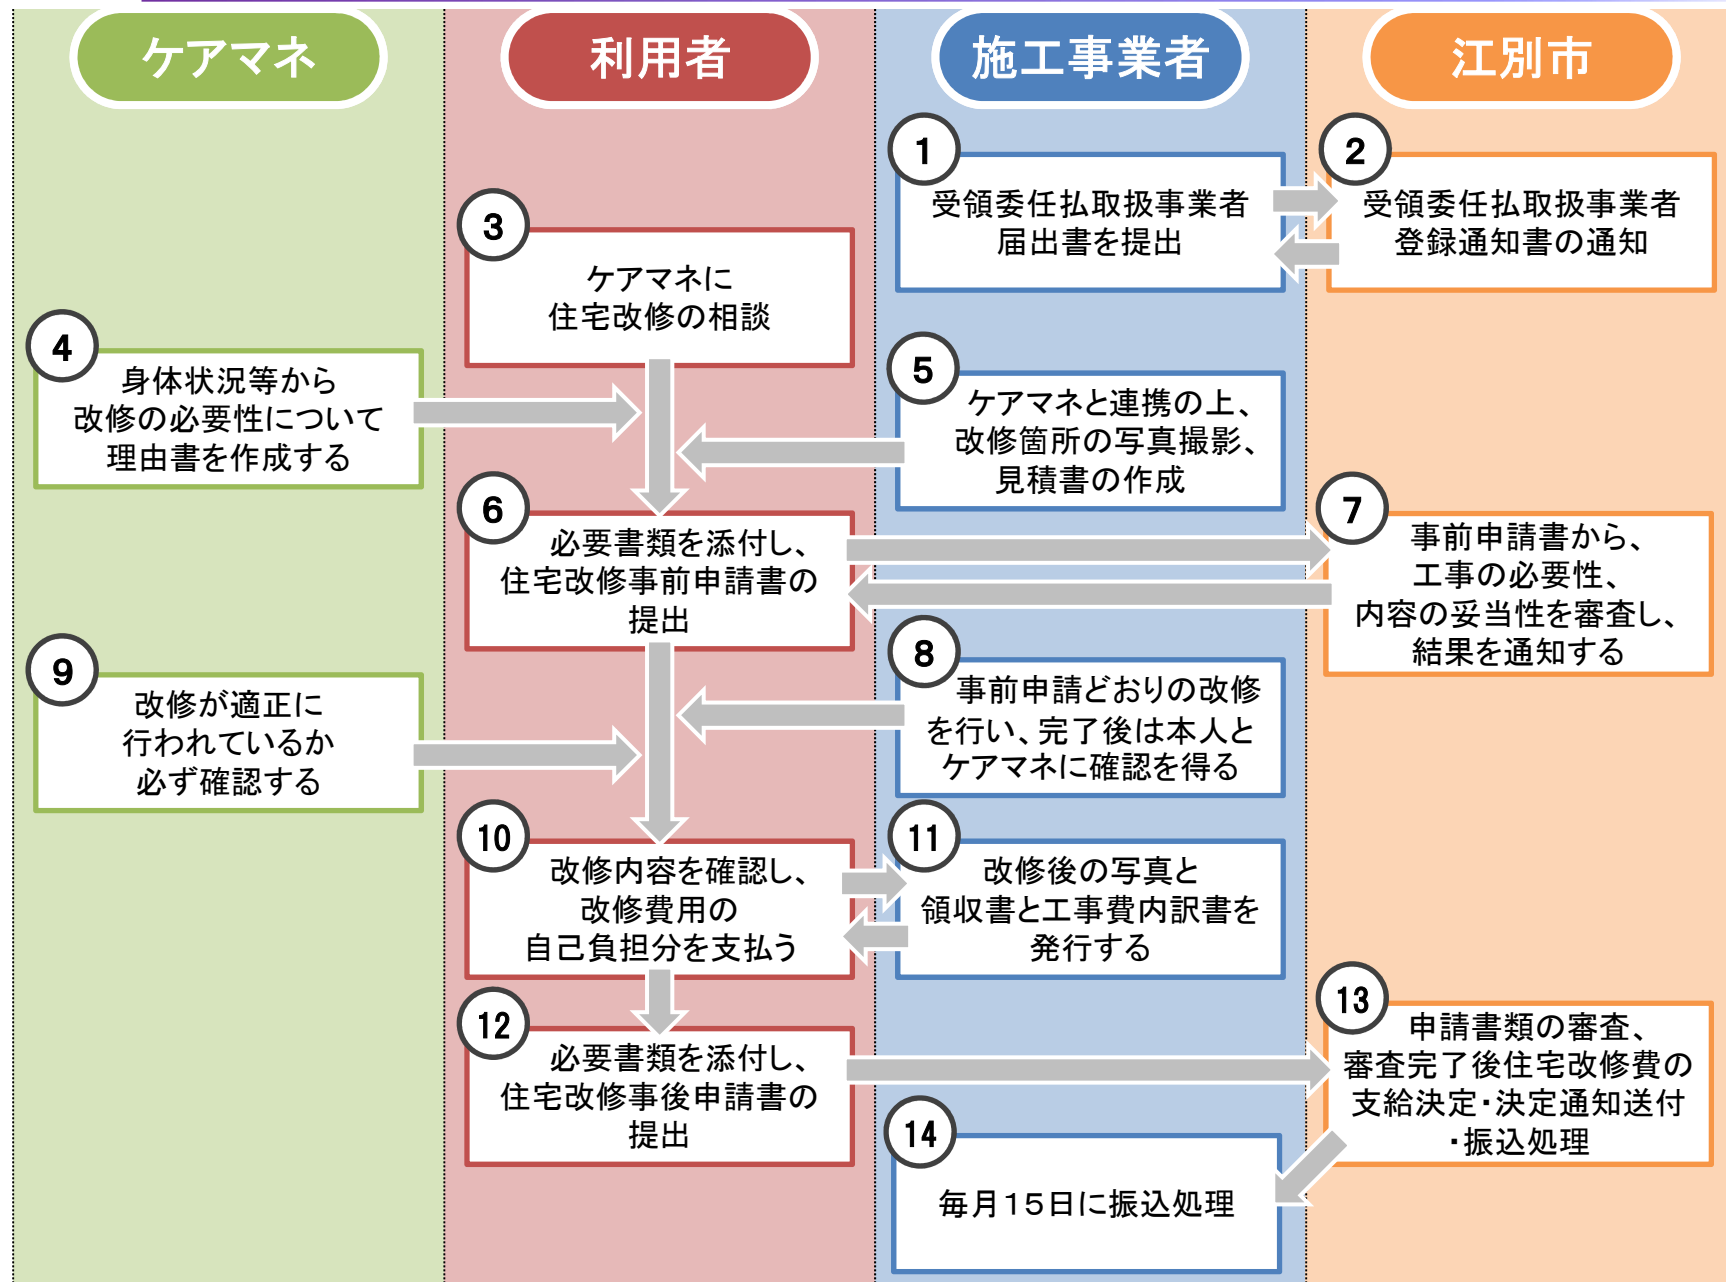 ケアマネ
利用者
施工事業者
江別市
1
受領委任払取扱事業者
届出書を提出
2
受領委任払取扱事業者
登録通知書の通知
3
ケアマネに
住宅改修の相談
4
身体状況等から
改修の必要性について
理由書を作成する
5
ケアマネと連携の上、
改修箇所の写真撮影、
見積書の作成
6
必要書類を添付し、
住宅改修事前申請書の
提出
7
事前申請書から、
工事の必要性、
内容の妥当性を審査し、
結果を通知する
8
事前申請どおりの改修
を行い、完了後は本人と
ケアマネに確認を得る
9
改修が適正に
行われているか
必ず確認する
10
改修内容を確認し、
改修費用の
自己負担分を支払う
11
改修後の写真と
領収書と工事費内訳書を
発行する
12
必要書類を添付し、
住宅改修事後申請書の
提出
13
申請書類の審査、
審査完了後住宅改修費の
支給決定・決定通知送付
・振込処理
14
毎月15日に振込処理